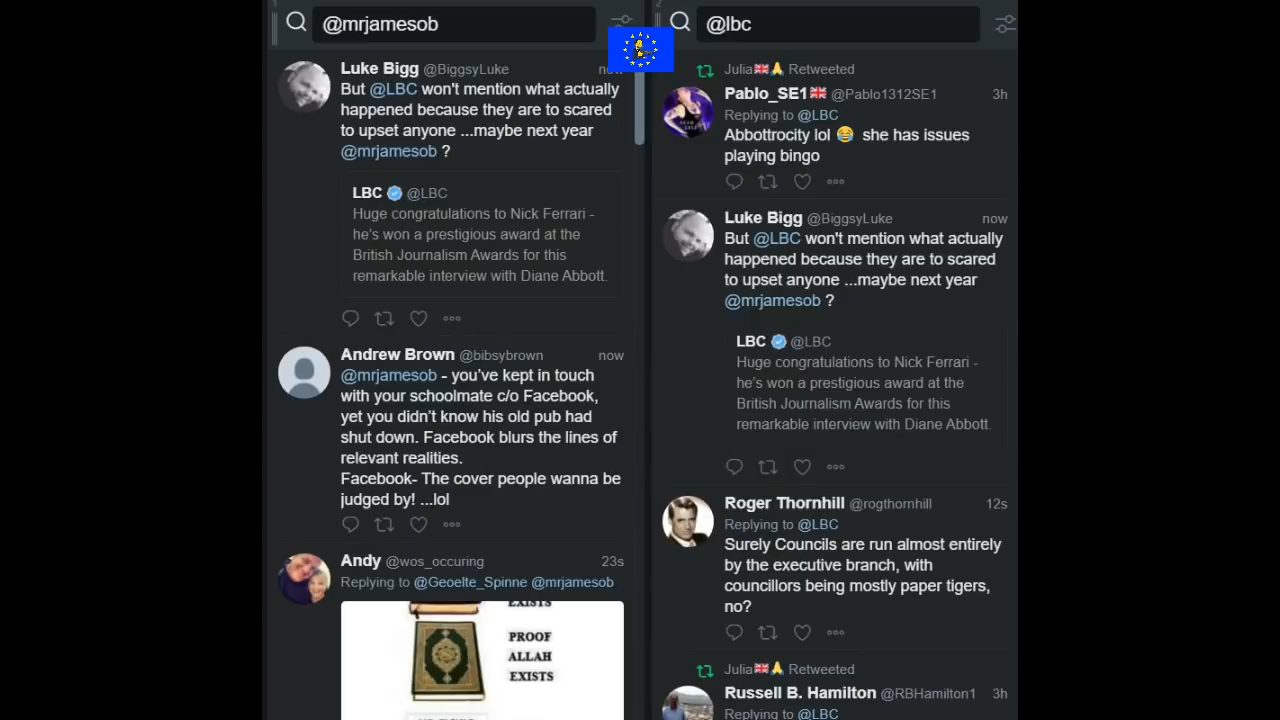 1
@mrjamesob
Luke Bigg @BiggsyLuke now
But @LBC won't mention what actually
happened because they are to scared
to upset anyone ...maybe next year
@mrjamesob ?
LBC @LBC
Huge congratulations to Nick Ferrari -
he's won a prestigious award at the
British Journalism Awards for this
remarkable interview with Diane Abbott.
Andrew Brown @bibsybrown now
@mrjamesob - you've kept in touch
with your schoolmate c/o Facebook,
yet you didn't know his old pub had
shut down. Facebook blurs the lines of
relevant realities.
Facebook- The cover people wanna be
judged by! ...lol
Andy @wos_occuring 23s
Replying to @Geoelte_Spinne @mrjamesob
EXISTS
PROOF
ALLAH
EXISTS
2
@lbc
Julia🇬🇧🙏 Retweeted
Pablo_SE1🇬🇧 @Pablo1312SE1 3h
Replying to @LBC
Abbottrocity lol 😂 she has issues
playing bingo
Luke Bigg @BiggsyLuke now
But @LBC won't mention what actually
happened because they are to scared
to upset anyone ...maybe next year
@mrjamesob ?
LBC @LBC
Huge congratulations to Nick Ferrari -
he's won a prestigious award at the
British Journalism Awards for this
remarkable interview with Diane Abbott.
Roger Thornhill @rogthornhill 12s
Replying to @LBC
Surely Councils are run almost entirely
by the executive branch, with
councillors being mostly paper tigers,
no?
Julia🇬🇧🙏 Retweeted
Russell B. Hamilton @RBHamilton1 3h
Replying to @LBC